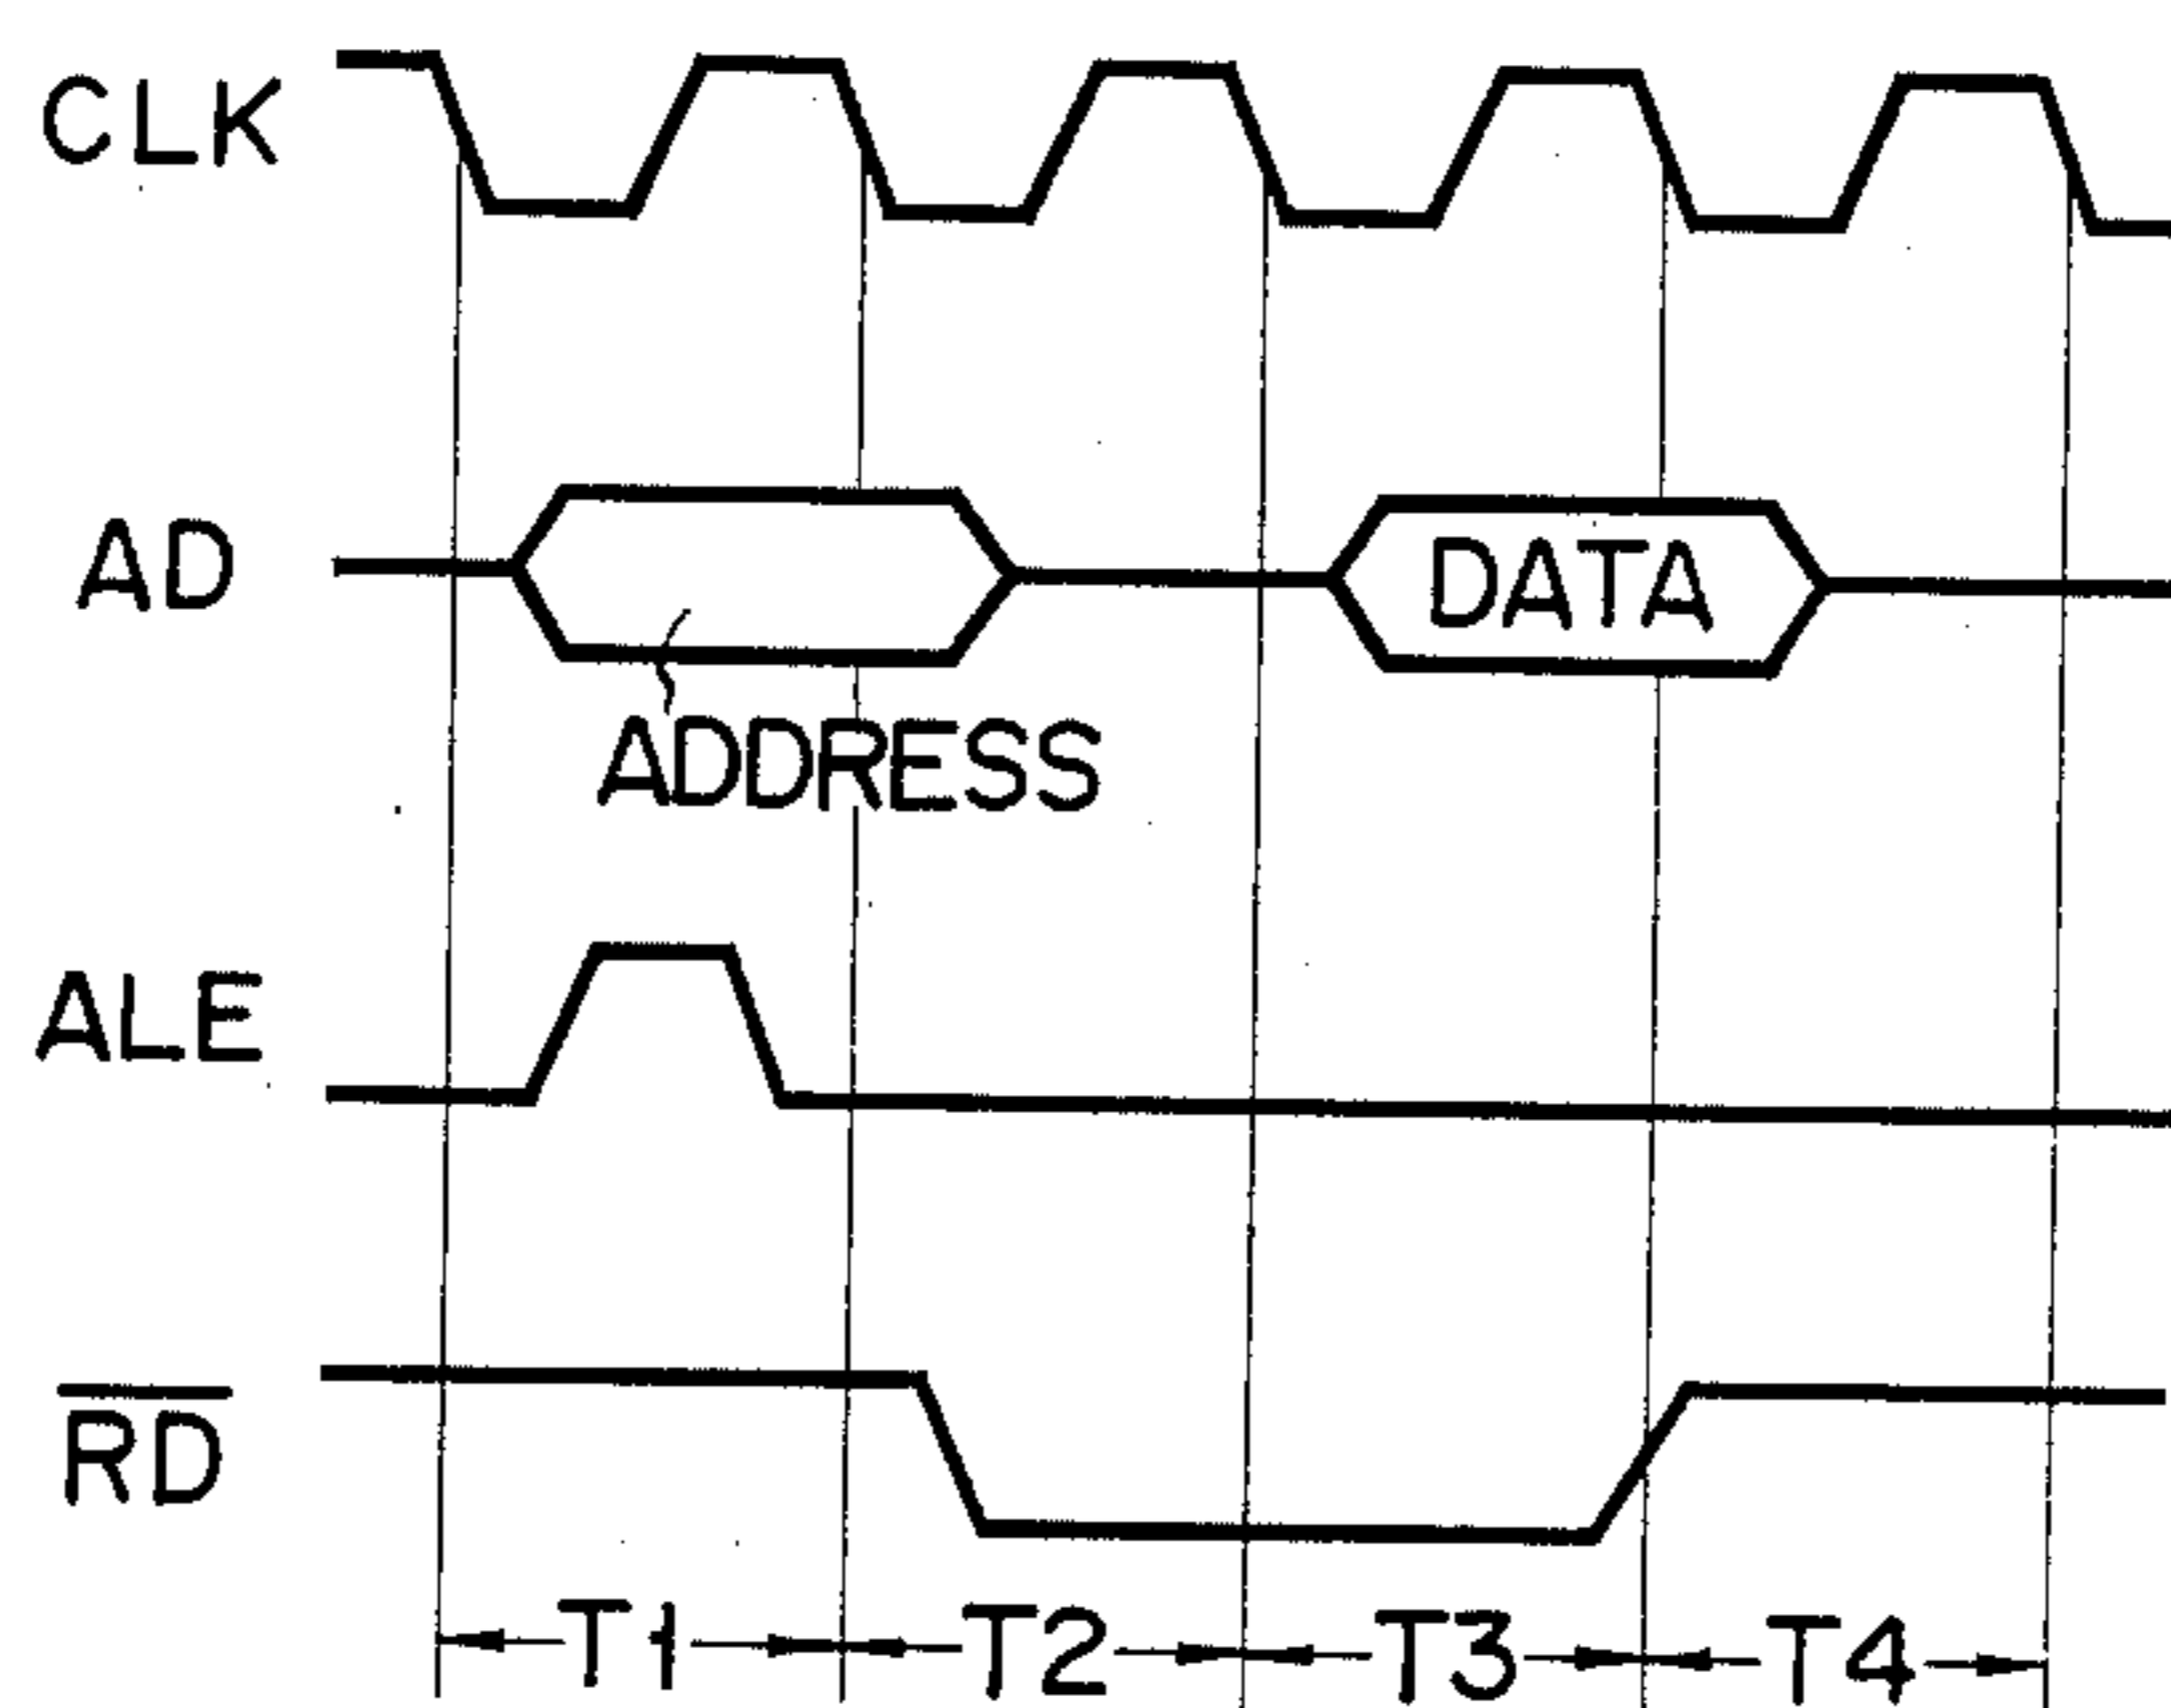 CLK
AD
DATA
ADDRESS
ALE
RD
T1 T2 T3 T4